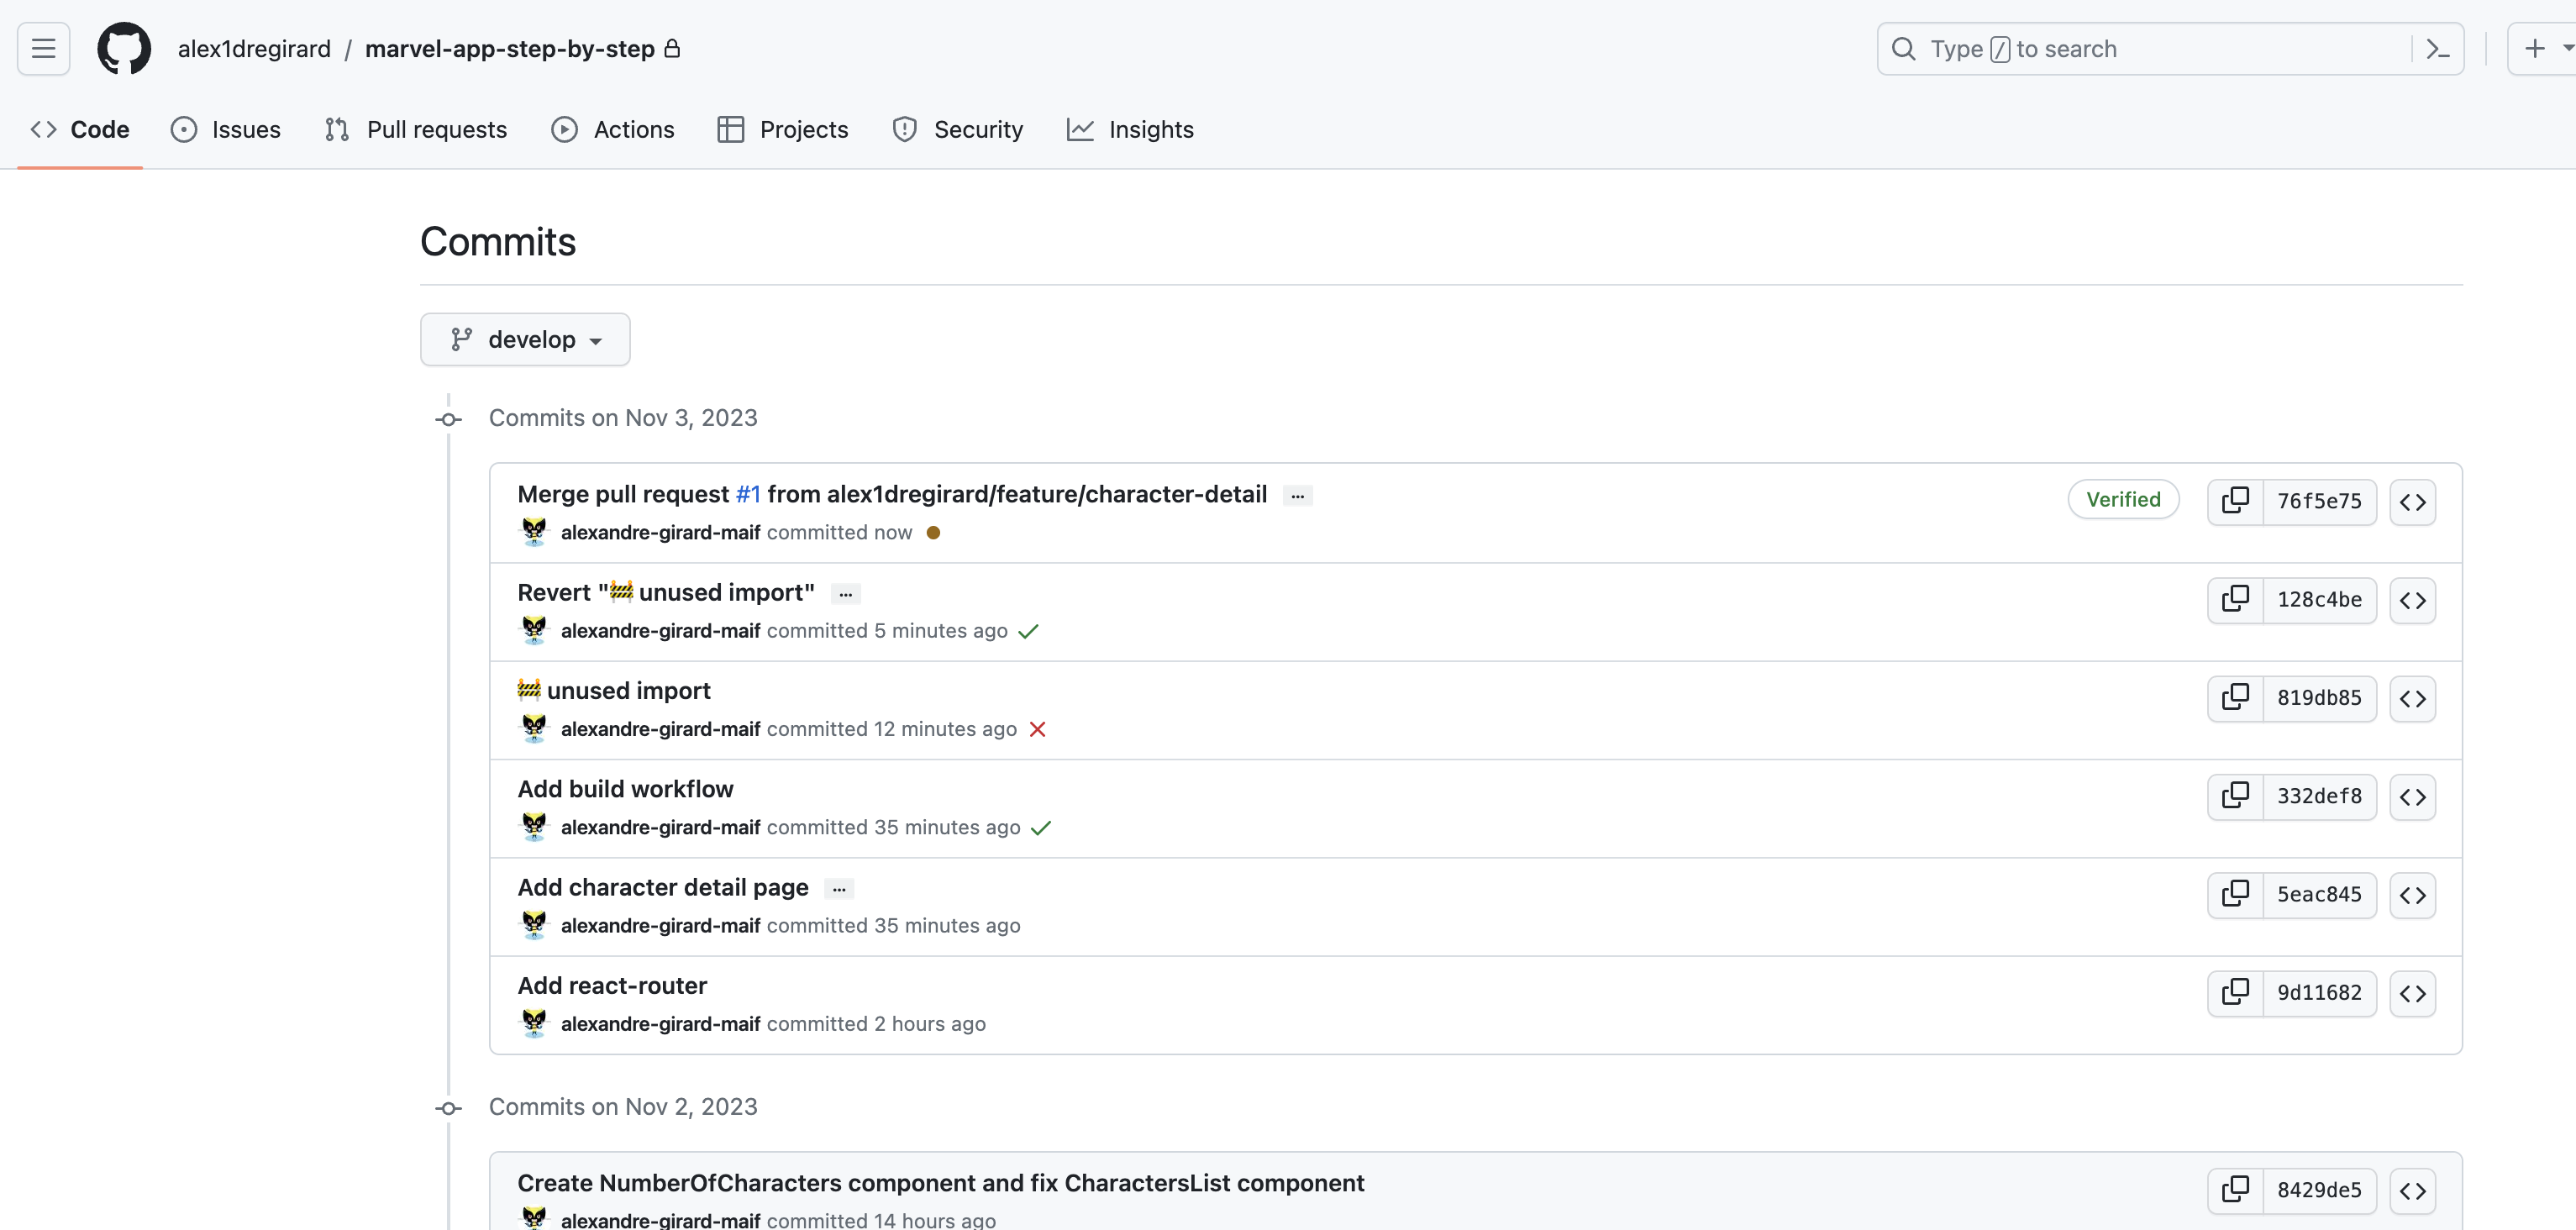 alex1dregirard / marvel-app-step-by-step
Type / to search
Code Issues Pull requests Actions Projects Security Insights
Commits
develop
Commits on Nov 3, 2023
Merge pull request #1 from alex1dregirard/feature/character-detail ...
Verified 76f5e75
alexandre-girard-maif committed now
Revert "🚧 unused import" ...
128c4be
alexandre-girard-maif committed 5 minutes ago
🚧 unused import
819db85
alexandre-girard-maif committed 12 minutes ago
Add build workflow
332def8
alexandre-girard-maif committed 35 minutes ago
Add character detail page ...
5eac845
alexandre-girard-maif committed 35 minutes ago
Add react-router
9d11682
alexandre-girard-maif committed 2 hours ago
Commits on Nov 2, 2023
Create NumberOfCharacters component and fix CharactersList component
8429de5
alexandre-girard-maif committed 14 hours ago